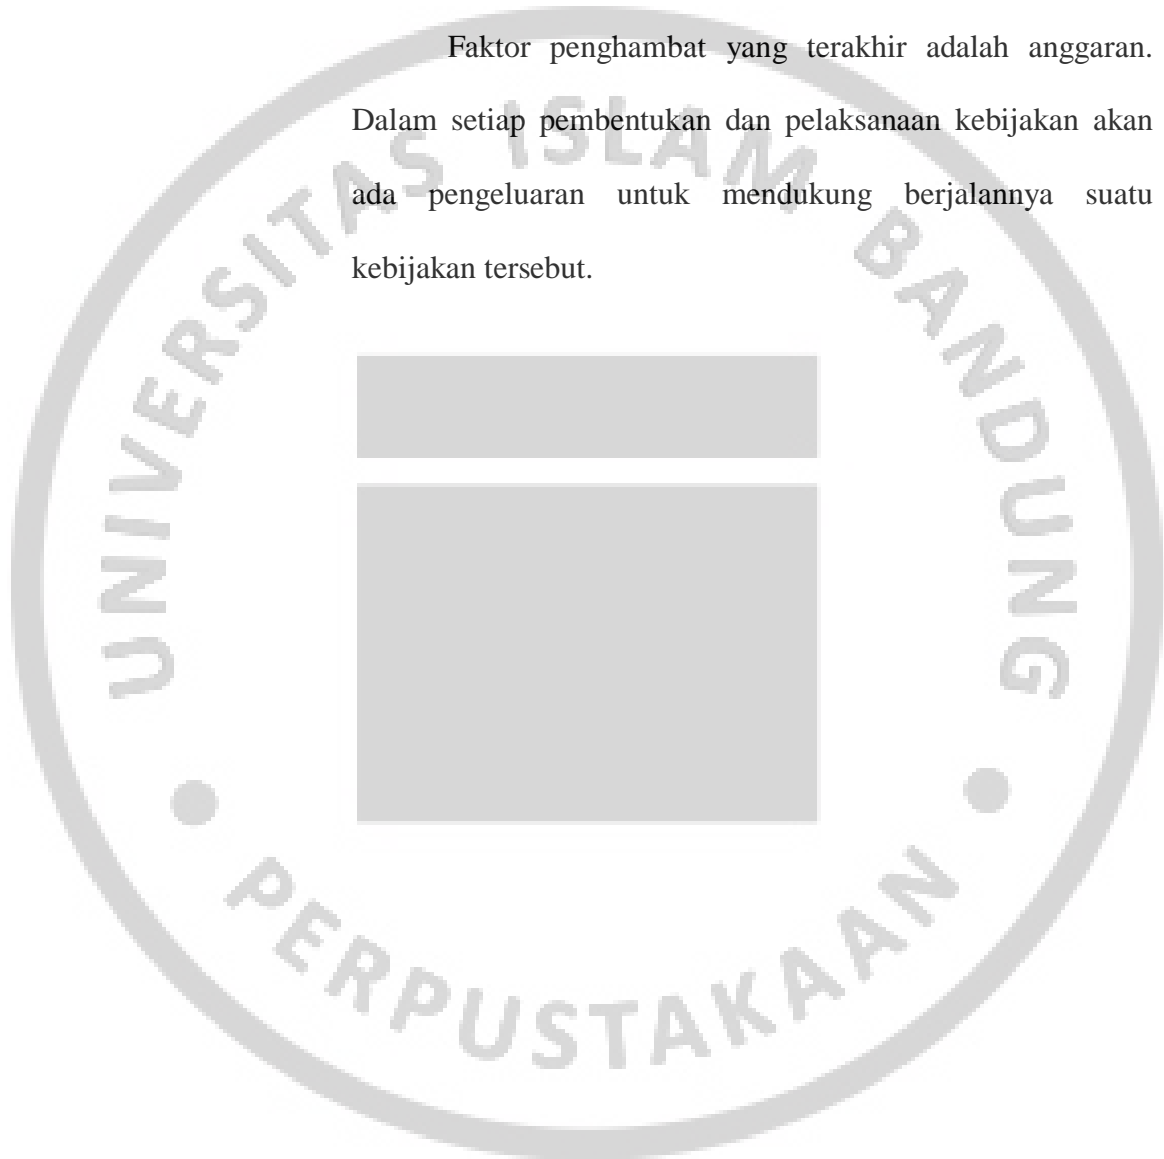 Faktor penghambat yang terakhir adalah anggaran.
Dalam setiap pembentukan dan pelaksanaan kebijakan akan
ada pengeluaran untuk mendukung berjalannya suatu
kebijakan tersebut.
UNIVERSITAS ISLAM BANDUNG
PERPUSTAKAAN